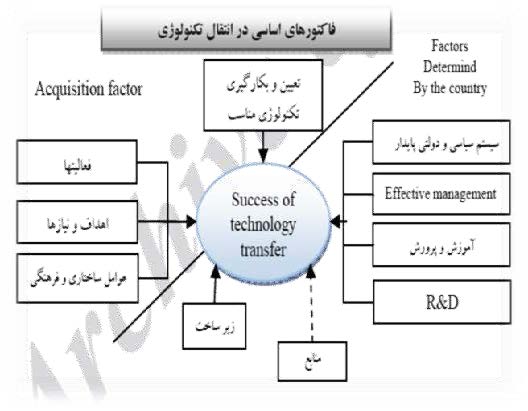 فاکتورهای اساسی در انتقال تکنولوژی
Factors
Determind
By the country
Acquisition factor
تعیین و بکارگیری
تکنولوژی مناسب
فعالیتها
اهداف و نیازها
عوامل ساختاری و فرهنگی
Success of
technology
transfer
سیستم سیاسی و دولتی پایدار
Effective management
آموزش و پرورش
R&D
زیر ساخت
منابع